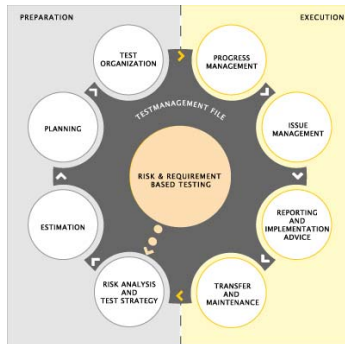 PREPARATION
EXECUTION
TEST
ORGANIZATION
PROGRESS
MANAGEMENT
TESTMANAGEMENT FILE
PLANNING
ISSUE
MANAGEMENT
RISK & REQUIREMENT
BASED TESTING
ESTIMATION
REPORTING
AND
IMPLEMENTATION
ADVICE
RISK ANALYSIS
AND
TEST STRATEGY
TRANSFER
AND
MAINTENANCE